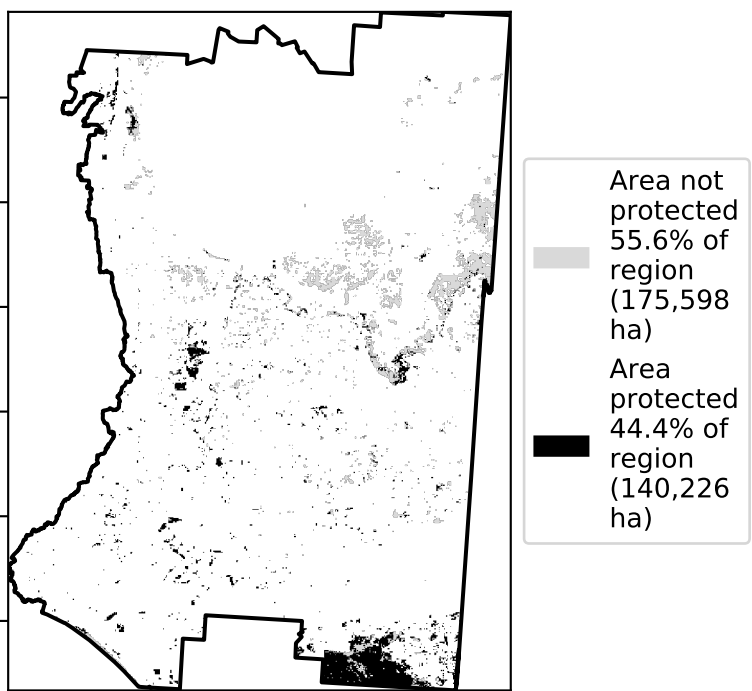 Area not
protected
55.6% of
region
(175,598
ha)
Area
protected
44.4% of
region
(140,226
ha)